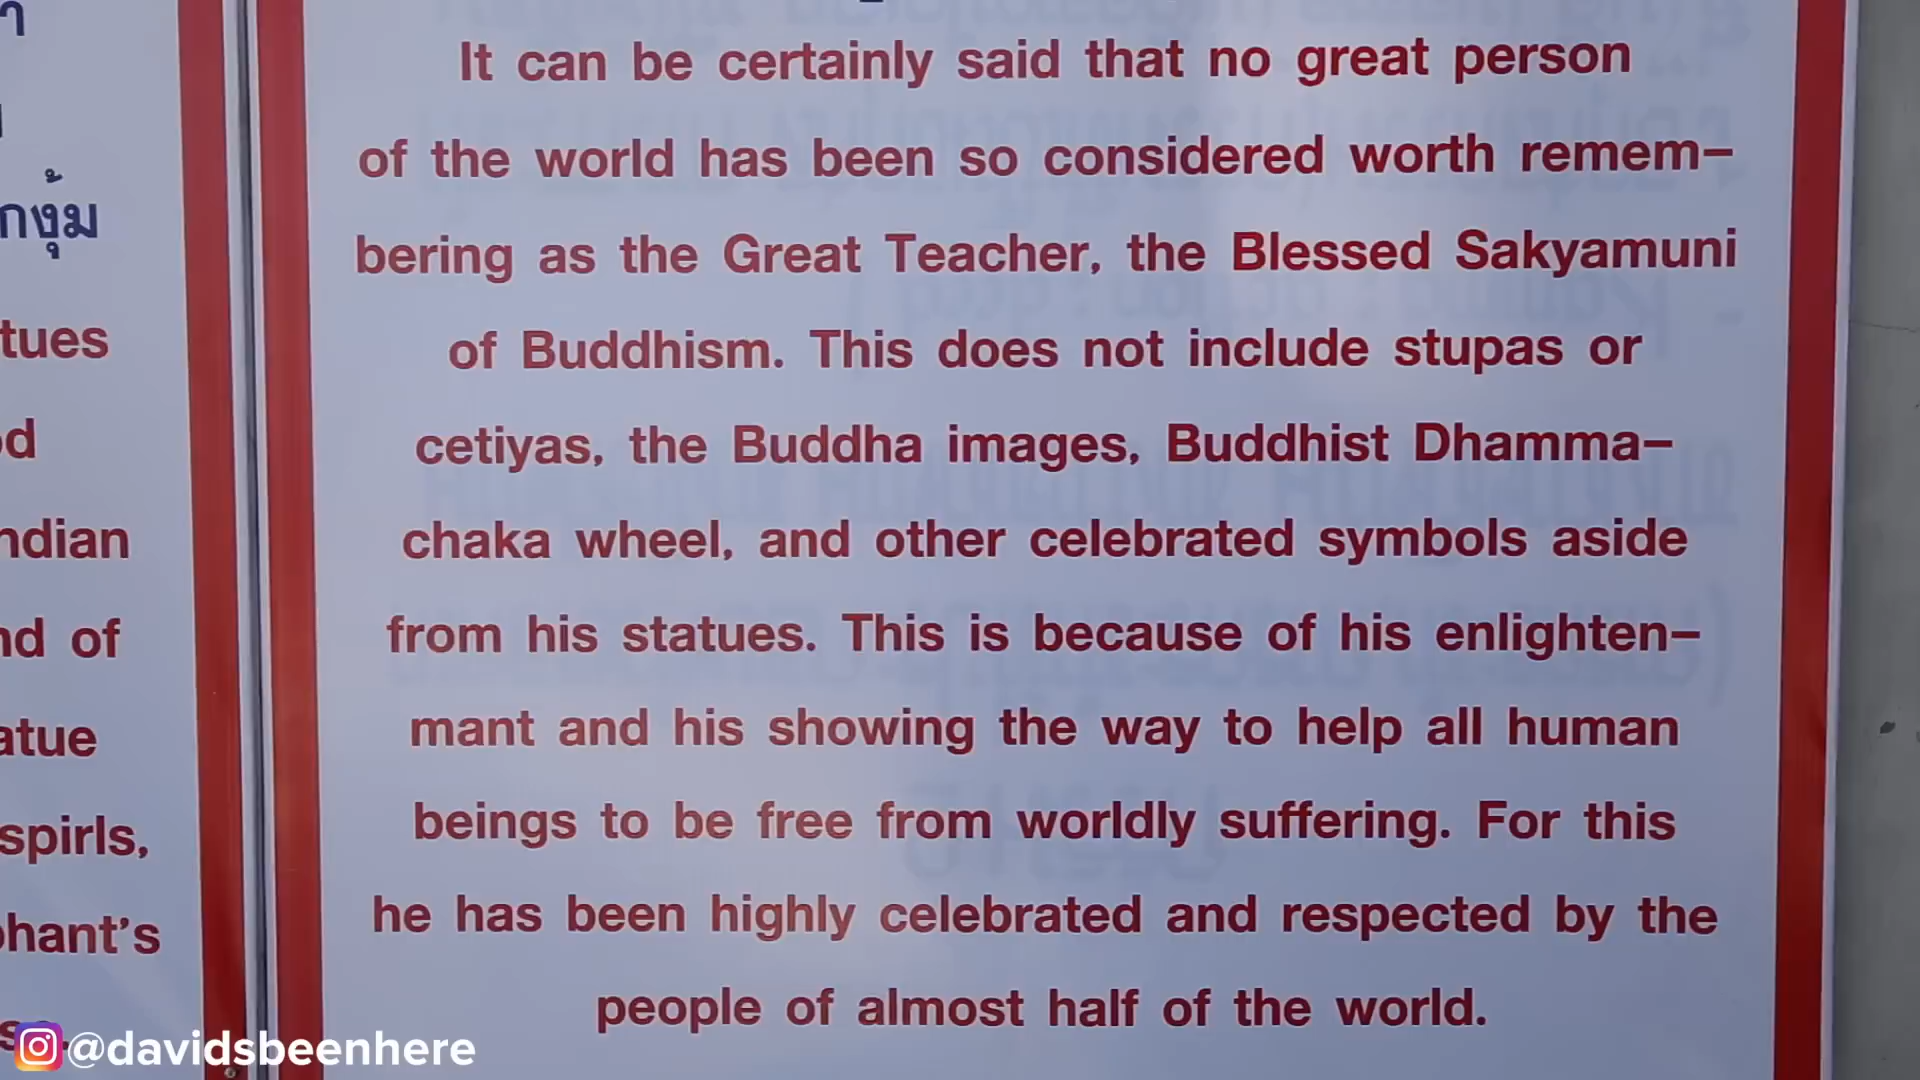 กงุ้ม
tues
ndian
nd of
atue
spirls,
phant's
It can be certainly said that no great person
of the world has been so considered worth remem-
bering as the Great Teacher, the Blessed Sakyamuni
of Buddhism. This does not include stupas or
cetiyas, the Buddha images, Buddhist Dhamma-
chaka wheel, and other celebrated symbols aside
from his statues. This is because of his enlighten-
mant and his showing the way to help all human
beings to be free from worldly suffering. For this
he has been highly celebrated and respected by the
people of almost half of the world.
@davidsbeenhere